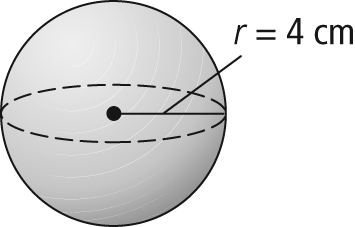 r = 4 cm